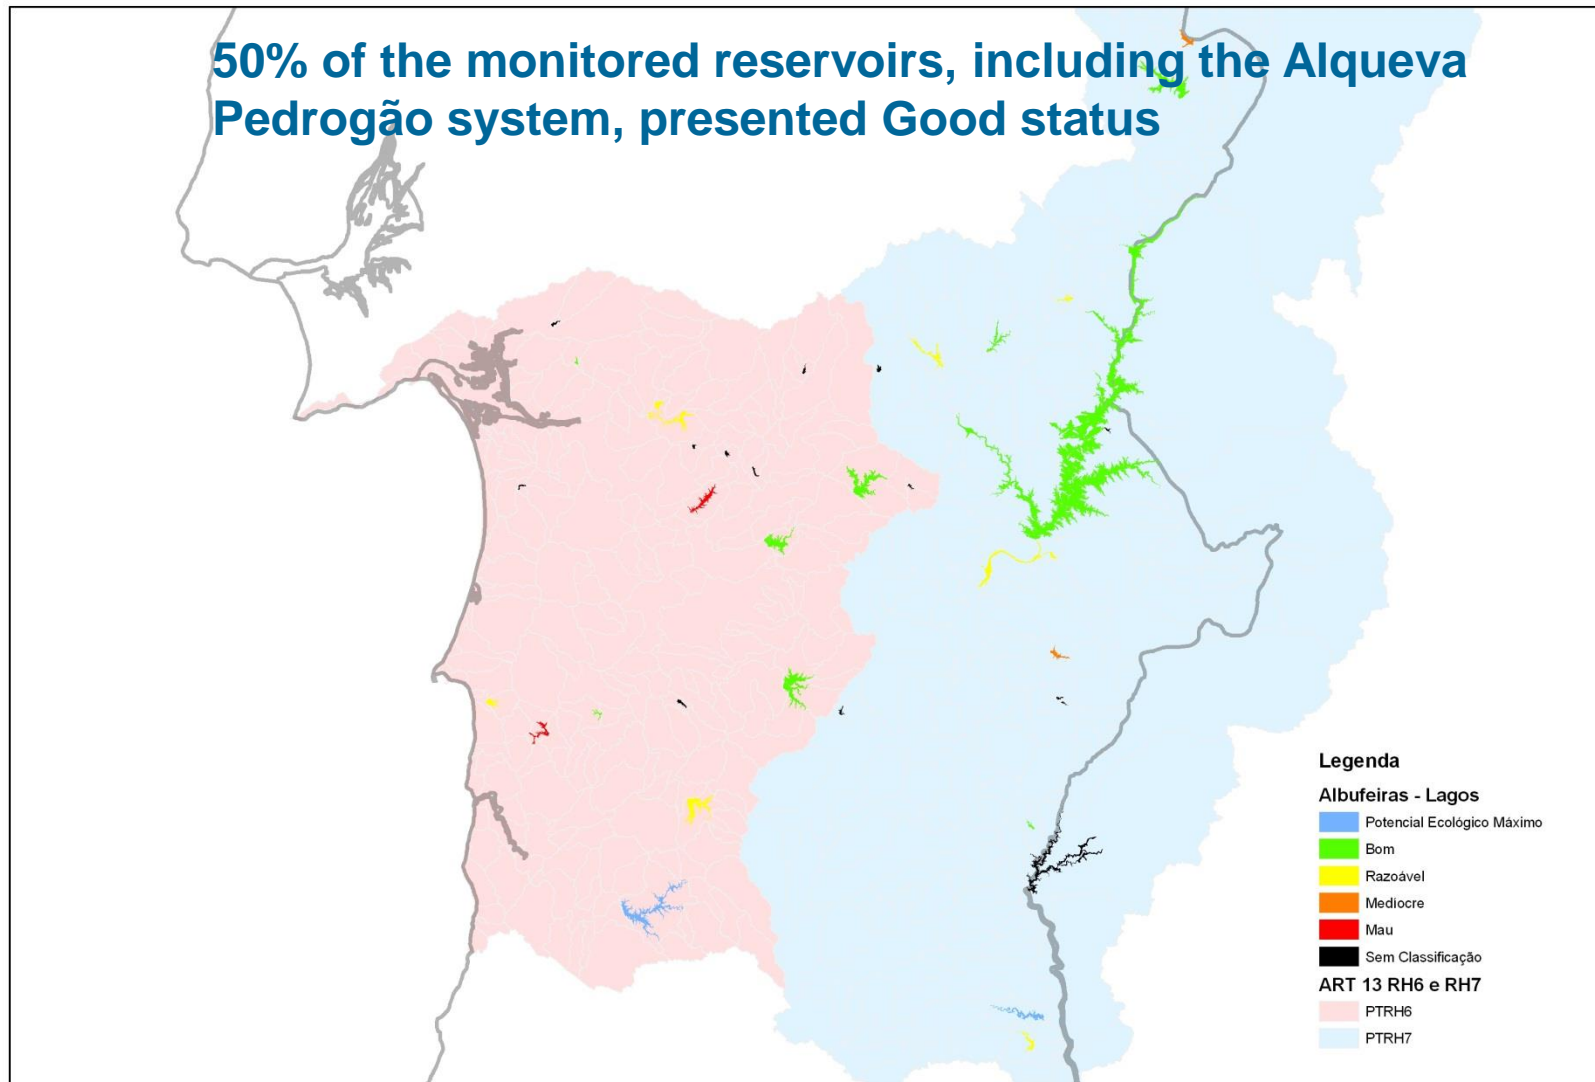 50% of the monitored reservoirs, including the Alqueva
Pedrogão system, presented Good status
Legenda
Albufeiras - Lagos
Potencial Ecológico Máximo
Bom
Razoável
Mediocre
Mau
Sem Classificação
ART 13 RH6 e RH7
PTRH6
PTRH7